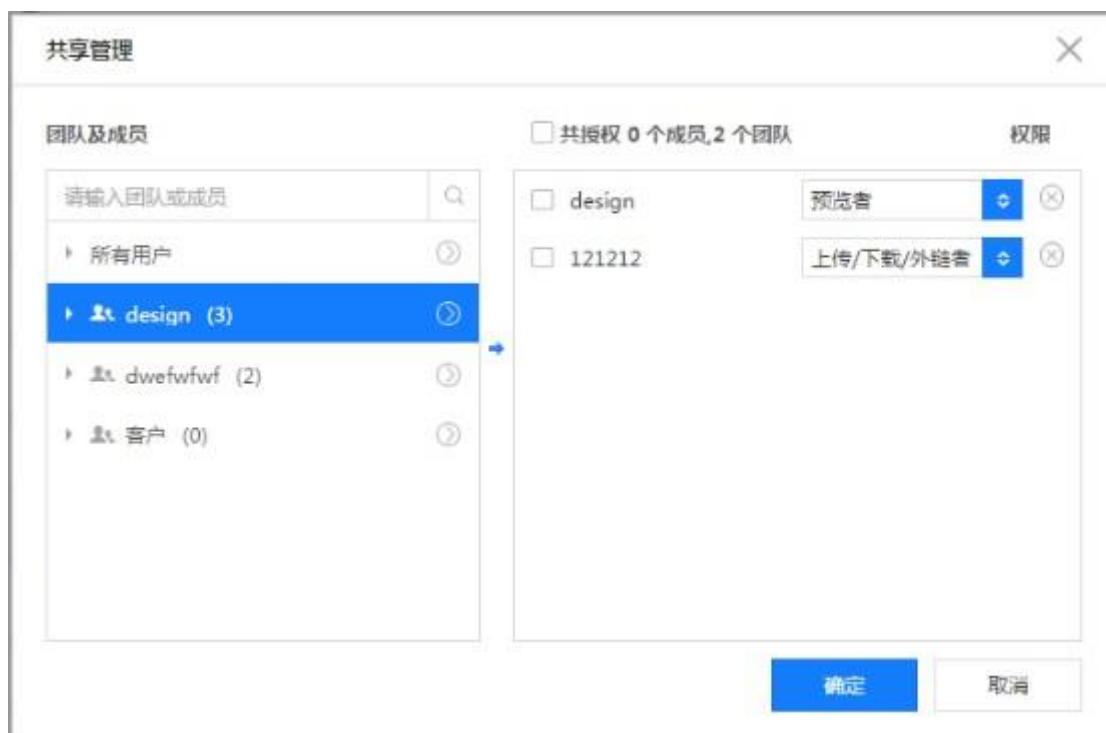 共享管理
团队及成员
共授权 0 个成员,2 个团队 权限
请输入团队或成员
所有用户
design (3)
dwefwfwf (2)
客户 (0)
design 预览者
121212 上传/下载/外链者
确定 取消